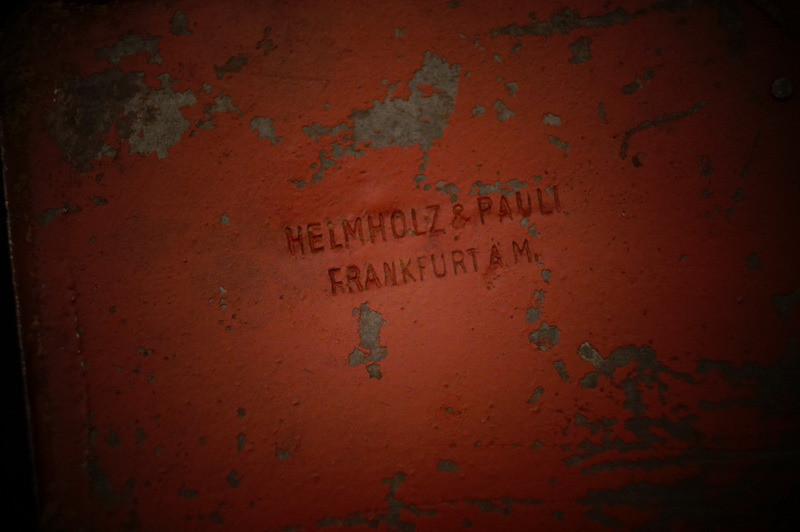 HELMHOLZ & PAULI
FRANKFURT A M.